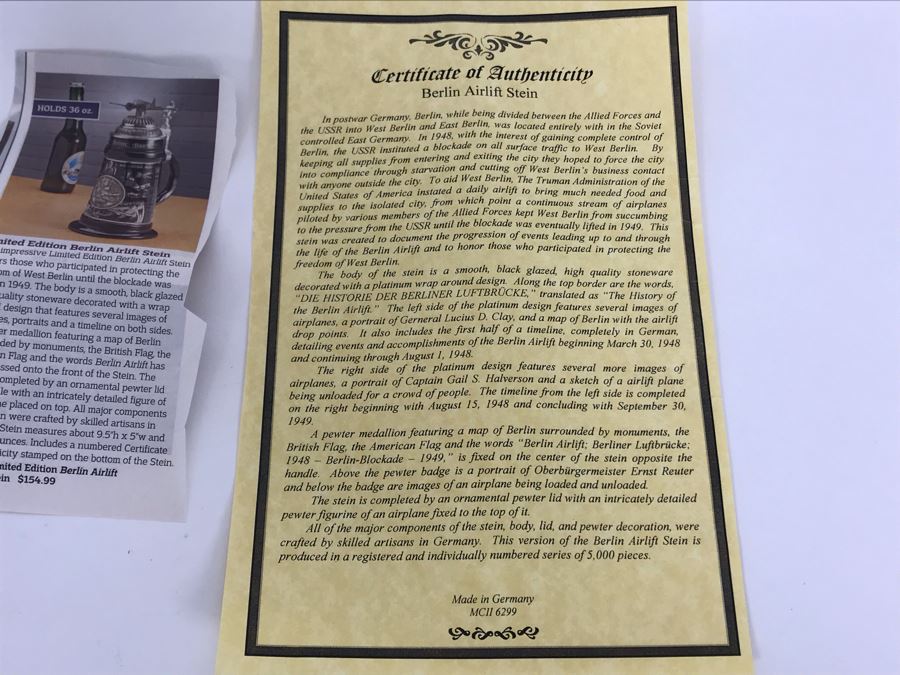 HOLDS 36 oz.
mited Edition Berlin Airlift Stein
impressive Limited Edition Berlin Airlift Stein
rs those who participated in protecting the
om of West Berlin until the blockade was
n 1949. The body is a smooth, black glazed
uality stoneware decorated with a wrap
design that features several images of
es, portraits and a timeline on both sides.
er medallion featuring a map of Berlin
ded by monuments, the British Flag, the
n Flag and the words Berlin Airlift has
ssed onto the front of the Stein. The
ompleted by an ornamental pewter lid
le with an intricately detailed figure of
e placed on top. All major components
n were crafted by skilled artisans in
Stein measures about 9.5"h x 5"w and
unces. Includes a numbered Certificate
icity stamped on the bottom of the Stein.
mited Edition Berlin Airlift
in $154.99
Certificate of Authenticity
Berlin Airlift Stein
In postwar Germany, Berlin, while being divided between the Allied Forces and
the USSR into West Berlin and East Berlin, was located entirely with in the Soviet
controlled East Germany. In 1948, with the interest of gaining complete control of
Berlin, the USSR instituted a blockade on all surface traffic to West Berlin. By
keeping all supplies from entering and exiting the city they hoped to force the city
into compliance through starvation and cutting off West Berlin's business contact
with anyone outside the city. To aid West Berlin, The Truman Administration of the
United States of America instated a daily airlift to bring much needed food and
supplies to the isolated city, from which point a continuous stream of airplanes
piloted by various members of the Allied Forces kept West Berlin from succumbing
to the pressure from the USSR until the blockade was eventually lifted in 1949. This
stein was created to document the progression of events leading up to and through
the life of the Berlin Airlift and to honor those who participated in protecting the
freedom of West Berlin.
The body of the stein is a smooth, black glazed, high quality stoneware
decorated with a platinum wrap around design. Along the top border are the words,
"DIE HISTORIE DER BERLINER LUFTBRÜCKE," translated as "The History of
the Berlin Airlift." The left side of the platinum design features several images of
airplanes, a portrait of Gerneral Lucius D. Clay, and a map of Berlin with the airlift
drop points. It also includes the first half of a timeline, completely in German,
detailing events and accomplishments of the Berlin Airlift beginning March 30, 1948
and continuing through August 1, 1948.
The right side of the platinum design features several more images of
airplanes, a portrait of Captain Gail S. Halverson and a sketch of a airlift plane
being unloaded for a crowd of people. The timeline from the left side is completed
on the right beginning with August 15, 1948 and concluding with September 30,
1949.
A pewter medallion featuring a map of Berlin surrounded by monuments, the
British Flag, the American Flag and the words "Berlin Airlift; Berliner Luftbrücke;
1948 – Berlin-Blockade – 1949," is fixed on the center of the stein opposite the
handle. Above the pewter badge is a portrait of Oberbürgermeister Ernst Reuter
and below the badge are images of an airplane being loaded and unloaded.
The stein is completed by an ornamental pewter lid with an intricately detailed
pewter figurine of an airplane fixed to the top of it.
All of the major components of the stein, body, lid, and pewter decoration, were
crafted by skilled artisans in Germany. This version of the Berlin Airlift Stein is
produced in a registered and individually numbered series of 5,000 pieces.
Made in Germany
MCII 6299